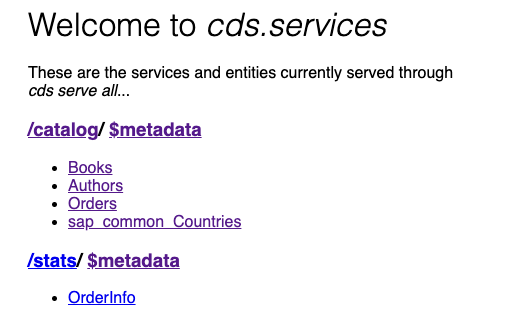 Welcome to cds.services
These are the services and entities currently served through
cds serve all...
/catalog/ $metadata
• Books
• Authors
• Orders
• sap_common_Countries
/stats/ $metadata
• OrderInfo